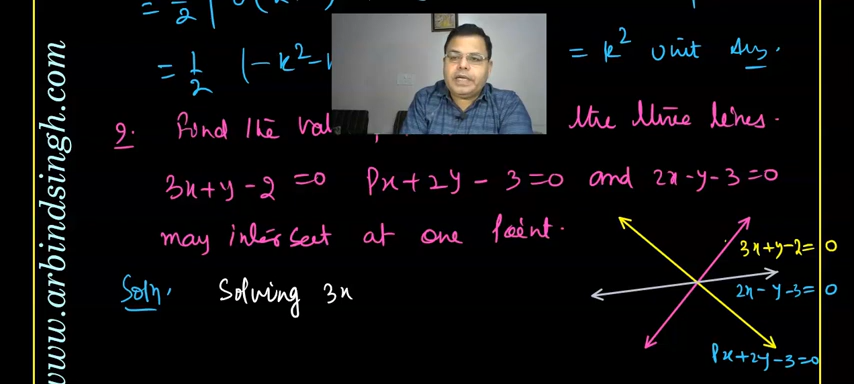 = 1/2
= 1/2 (-k²-k = k² unit Ans.
9. Find the val the three lines.
3x+y-2=0 Px+2y-3=0 and 2x-y-3=0
may intersect at one Point.
Soln. Solving 3x
3x+y-2=0
2x-y-3=0
Px+2y-3=0
www.arbindsingh.com